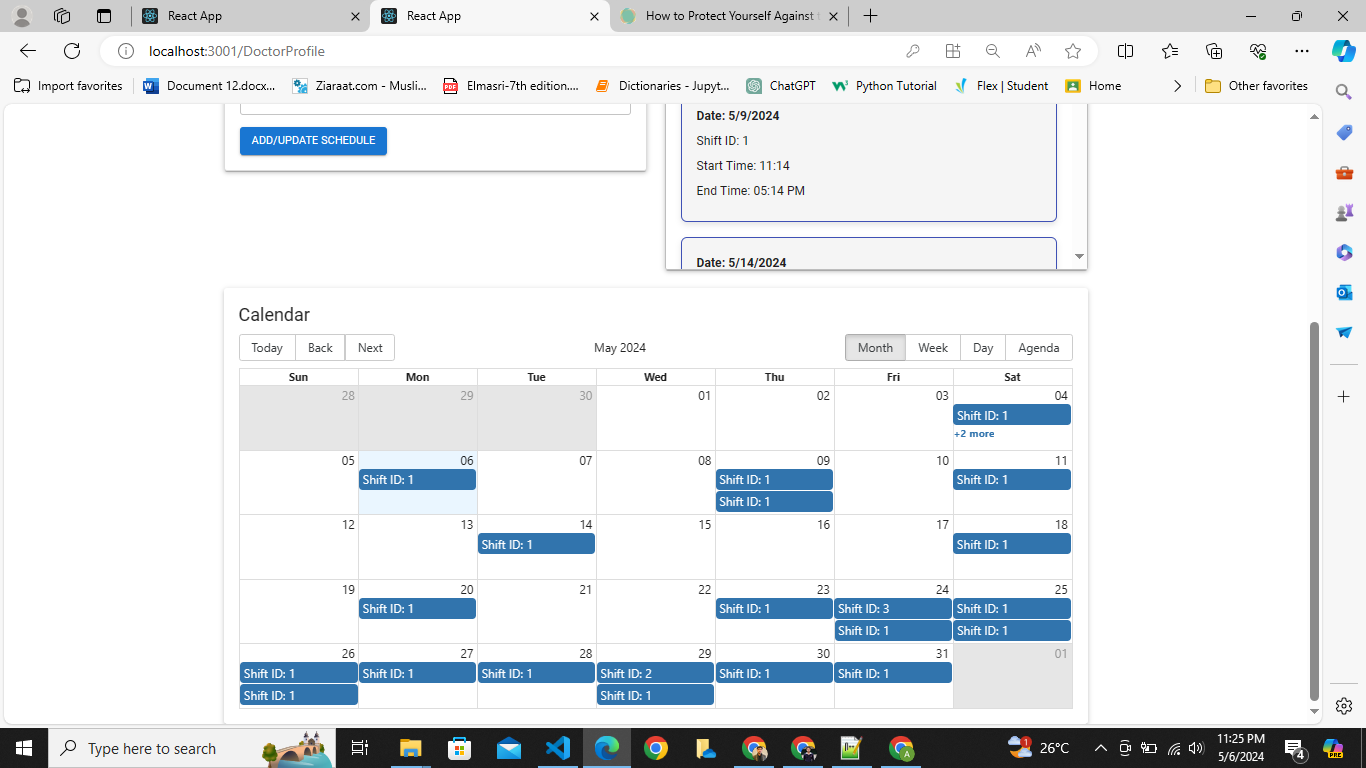 React App
React App
How to Protect Yourself Against
localhost:3001/DoctorProfile
Import favorites
Document 12.docx...
Ziaraat.com - Musli...
Elmasri-7th edition....
Dictionaries - Jupyt...
ChatGPT
Python Tutorial
Flex | Student
Home
Other favorites
ADD/UPDATE SCHEDULE
Date: 5/9/2024
Shift ID: 1
Start Time: 11:14
End Time: 05:14 PM
Date: 5/14/2024
Calendar
Today Back Next
May 2024
Month Week Day Agenda
Sun Mon Tue Wed Thu Fri Sat
28 29 30 01 02 03 04
Shift ID: 1
+2 more
05 06 07 08 09 10 11
Shift ID: 1 Shift ID: 1 Shift ID: 1
Shift ID: 1
12 13 14 15 16 17 18
Shift ID: 1 Shift ID: 1
19 20 21 22 23 24 25
Shift ID: 1 Shift ID: 1 Shift ID: 3 Shift ID: 1
Shift ID: 1 Shift ID: 1
26 27 28 29 30 31 01
Shift ID: 1 Shift ID: 1 Shift ID: 1 Shift ID: 2 Shift ID: 1 Shift ID: 1
Shift ID: 1 Shift ID: 1
Type here to search
26°C
11:25 PM
5/6/2024